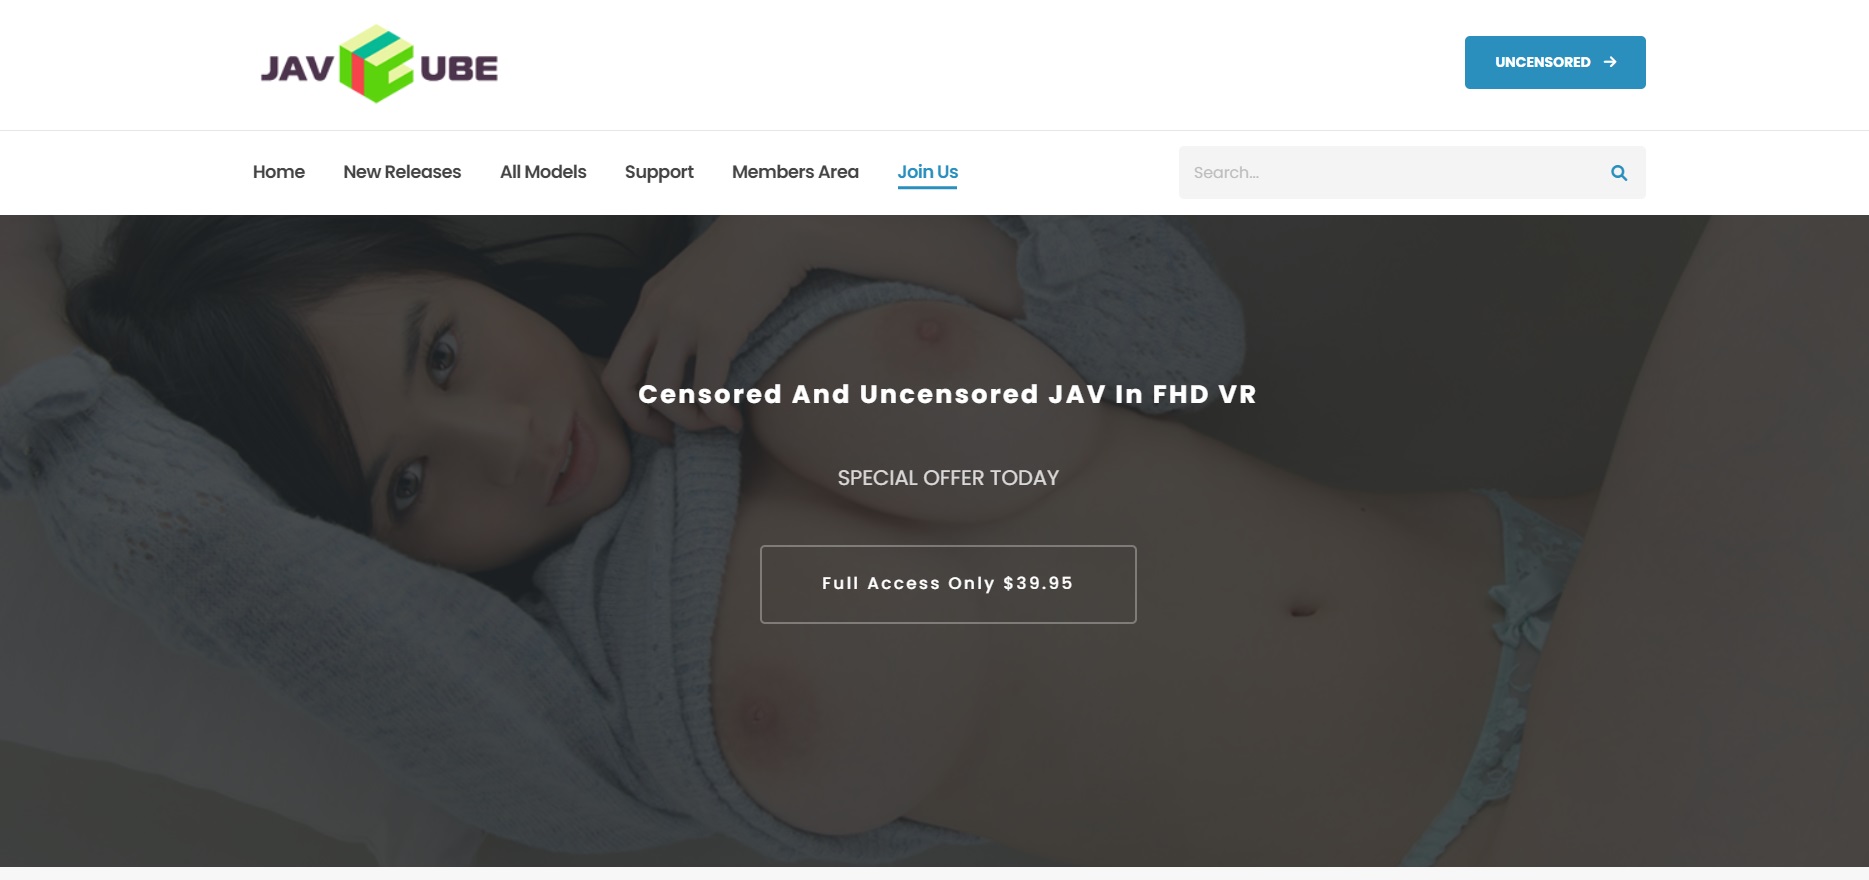 JAV UBE
UNCENSORED
Home New Releases All Models Support Members Area Join Us
Search...
Censored And Uncensored JAV In FHD VR
SPECIAL OFFER TODAY
Full Access Only $39.95